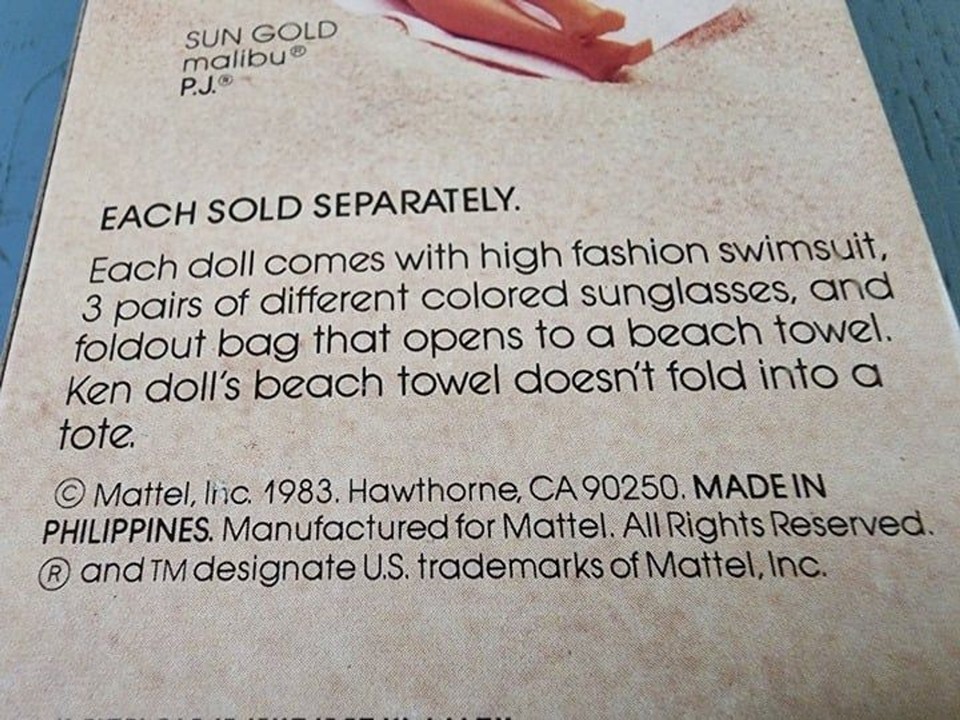 SUN GOLD
malibu®
P.J.®
EACH SOLD SEPARATELY.
Each doll comes with high fashion swimsuit,
3 pairs of different colored sunglasses, and
foldout bag that opens to a beach towel.
Ken doll's beach towel doesn't fold into a
tote.
© Mattel, Inc. 1983. Hawthorne, CA 90250. MADE IN
PHILIPPINES. Manufactured for Mattel. All Rights Reserved.
® and TM designate U.S. trademarks of Mattel, Inc.